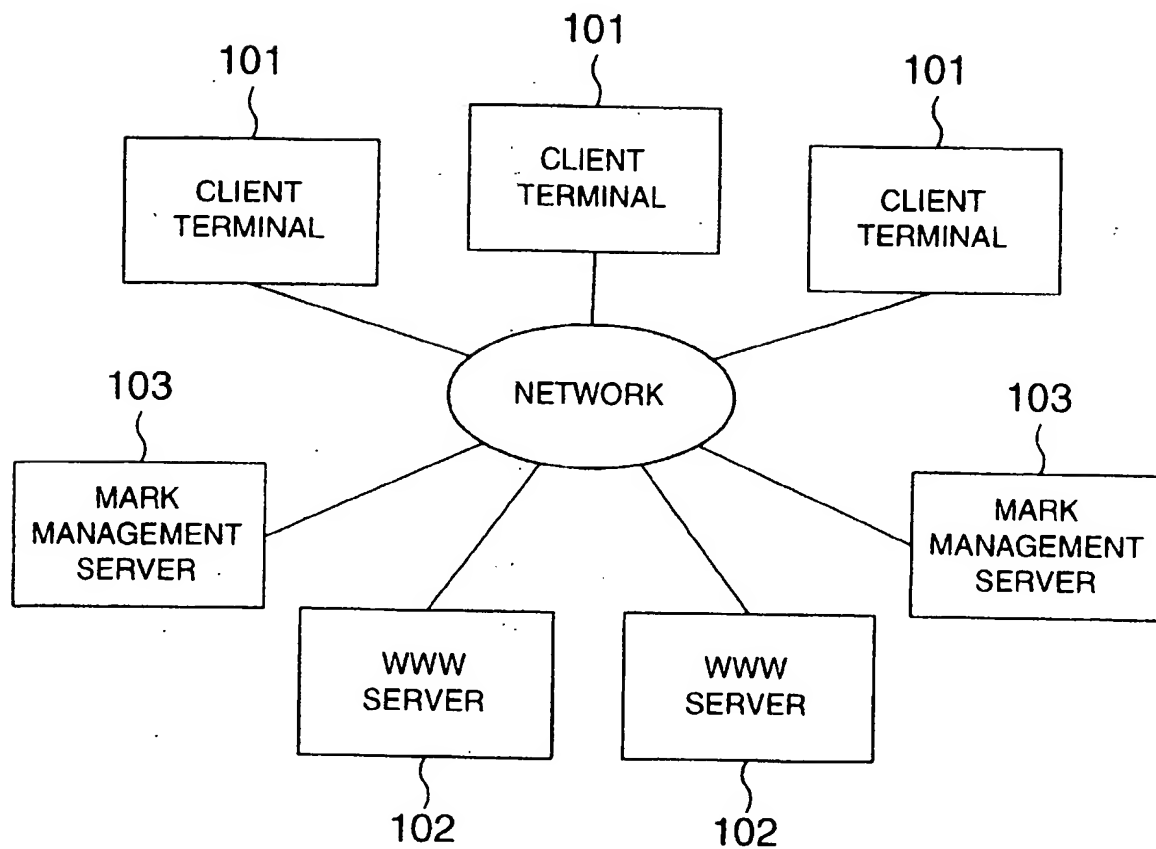 101
101
101
CLIENT
TERMINAL
CLIENT
TERMINAL
CLIENT
TERMINAL
NETWORK
103
103
MARK
MANAGEMENT
SERVER
MARK
MANAGEMENT
SERVER
WWW
SERVER
WWW
SERVER
102
102